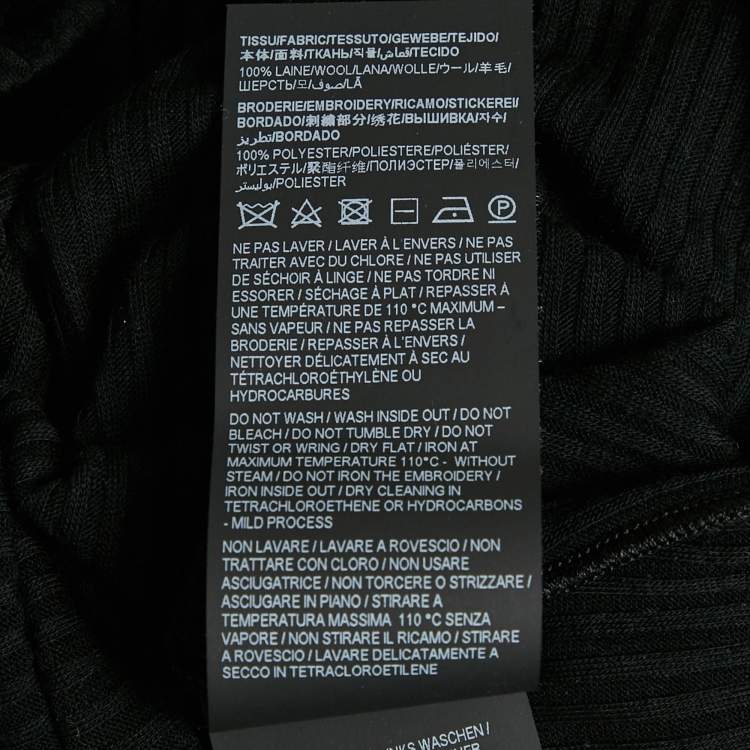 TISSU/FABRIC/TESSUTO/GEWEBE/TEJIDO/
本体/面料/ТКАНЬ/직물/قماش/TECIDO
100% LAINE/WOOL/LANA/WOLLE/ウール/羊毛/
ШЕРСТЬ/모/صوف/LÃ
BRODERIE/EMBROIDERY/RICAMO/STICKEREI/
BORDADO/刺繍部分/绣花/ВЫШИВКА/자수/
تطريز/BORDADO
100% POLYESTER/POLIESTERE/POLIÉSTER/
ポリエステル/聚酯纤维/ПОЛИЭСТЕР/폴리에스터/
بوليستر/POLIESTER
P
NE PAS LAVER / LAVER À L'ENVERS / NE PAS
TRAITER AVEC DU CHLORE / NE PAS UTILISER
DE SÉCHOIR À LINGE / NE PAS TORDRE NI
ESSORER / SÉCHAGE À PLAT / REPASSER À
UNE TEMPÉRATURE DE 110 °C MAXIMUM –
SANS VAPEUR / NE PAS REPASSER LA
BRODERIE / REPASSER À L'ENVERS /
NETTOYER DÉLICATEMENT À SEC AU
TÉTRACHLOROÉTHYLÈNE OU
HYDROCARBURES
DO NOT WASH / WASH INSIDE OUT / DO NOT
BLEACH / DO NOT TUMBLE DRY / DO NOT
TWIST OR WRING / DRY FLAT / IRON AT
MAXIMUM TEMPERATURE 110°C - WITHOUT
STEAM / DO NOT IRON THE EMBROIDERY /
IRON INSIDE OUT / DRY CLEANING IN
TETRACHLOROETHENE OR HYDROCARBONS
- MILD PROCESS
NON LAVARE / LAVARE A ROVESCIO / NON
TRATTARE CON CLORO / NON USARE
ASCIUGATRICE / NON TORCERE O STRIZZARE /
ASCIUGARE IN PIANO / STIRARE A
TEMPERATURA MASSIMA 110 °C SENZA
VAPORE / NON STIRARE IL RICAMO / STIRARE
A ROVESCIO / LAVARE DELICATAMENTE A
SECCO IN TETRACLOROETILENE
WASCHEN /